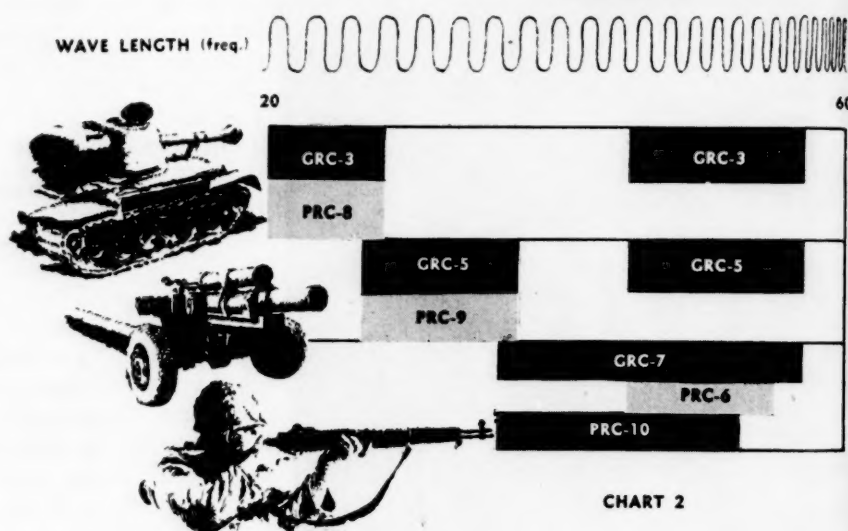 WAVE LENGTH (freq.)
20 60
GRC-3 GRC-3
PRC-8
GRC-5 GRC-5
PRC-9
GRC-7
PRC-6
PRC-10
CHART 2